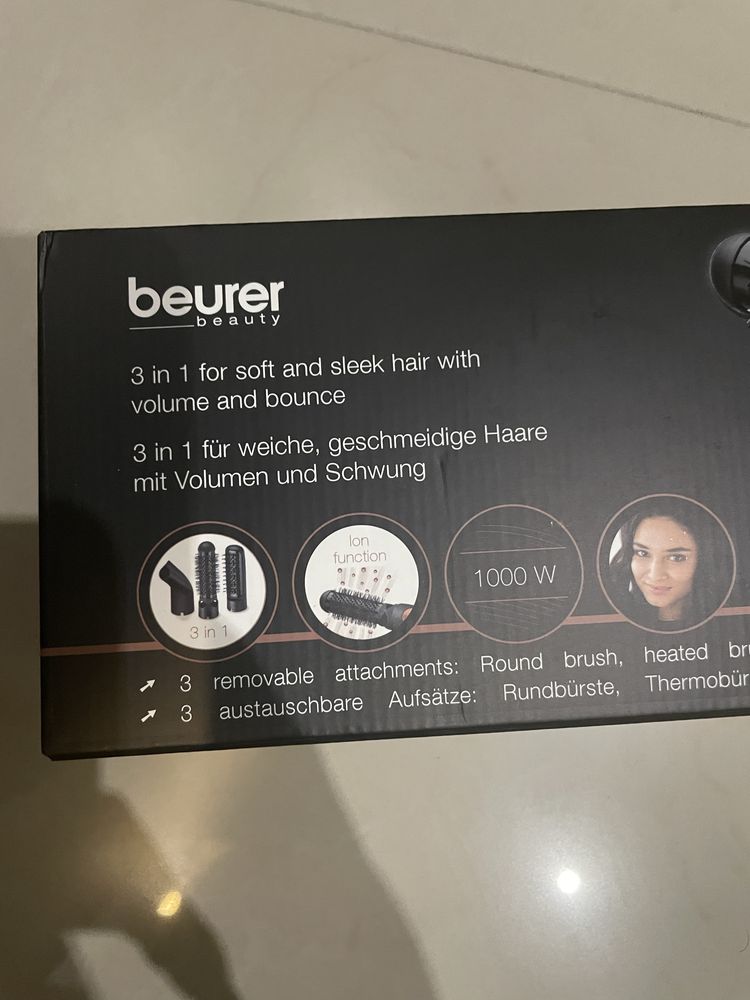 beurer
beauty
3 in 1 for soft and sleek hair with
volume and bounce
3 in 1 für weiche, geschmeidige Haare
mit Volumen und Schwung
3 in 1
Ion
function
1000 W
3 removable attachments: Round brush, heated
3 austauschbare Aufsätze: Rundbürste,